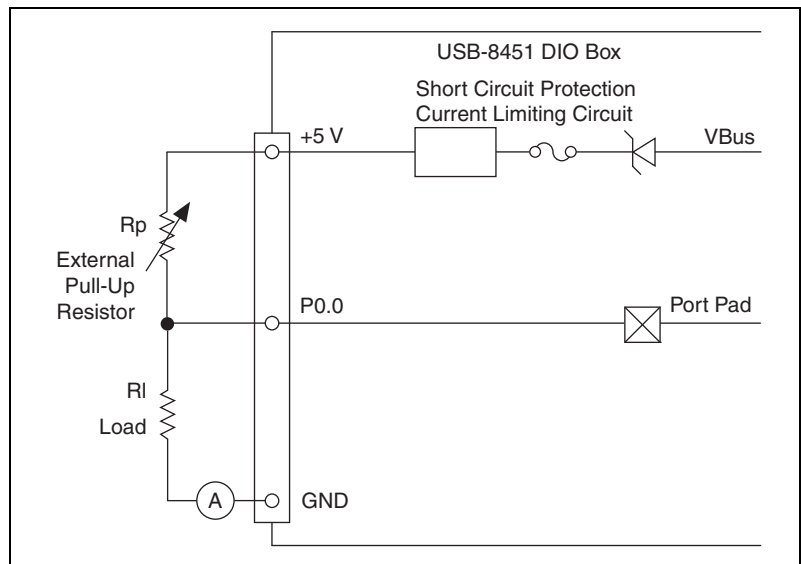 USB-8451 DIO Box
Short Circuit Protection
Current Limiting Circuit
+5 V
VBus
Rp
External
Pull-Up
Resistor
P0.0
Port Pad
Rl
Load
A
GND